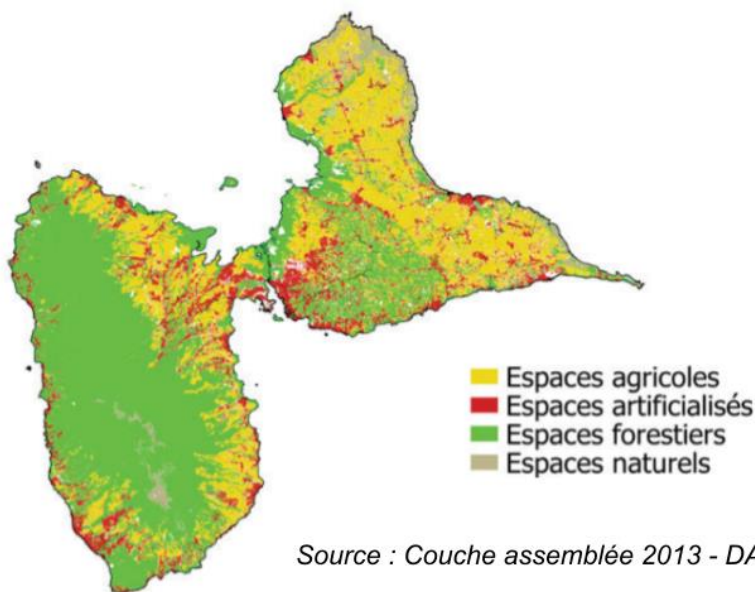 Espaces agricoles
Espaces artificialisés
Espaces forestiers
Espaces naturels
Source : Couche assemblée 2013 - DA